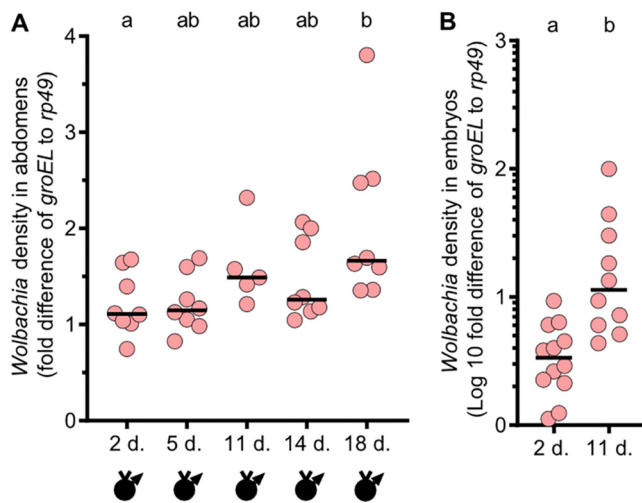 A
a ab ab ab b
Wolbachia density in abdomens
(fold difference of groEL to rp49)
4
3
2
1
0
2 d. 5 d. 11 d. 14 d. 18 d.
B
a b
Wolbachia density in embryos
(Log 10 fold difference of groEL to rp49)
3
2
1
0
2 d. 11 d.